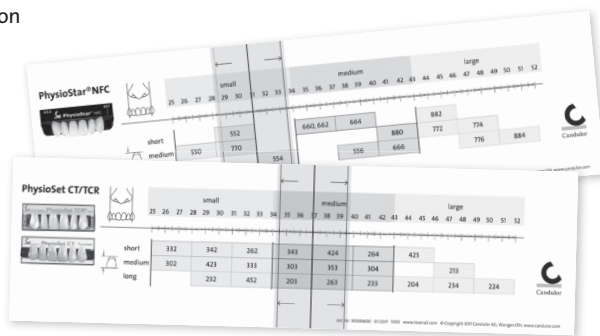 on
PhysioStar®NFC
small medium large
25 26 27 28 29 30 31 32 33 34 35 36 37 38 39 40 41 42 43 44 45 46 47 48 49 50 51 52
short 552 660, 662 664 882
medium 550 770 880 772 774
554 556 666 776 884
Candulor
PhysioSet CT/TCR
small medium large
25 26 27 28 29 30 31 32 33 34 35 36 37 38 39 40 41 42 43 44 45 46 47 48 49 50 51 52
short 332 342 262 343 424 264 425
medium 302 423 333 303 353 304 213
long 232 452 203 263 233 204 234 224
Candulor
www.candulor.com